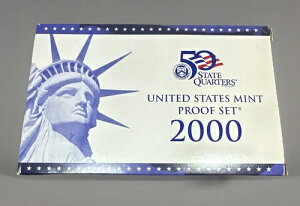 50
STATE
QUARTERS
UNITED STATES MINT
PROOF SET®
2000